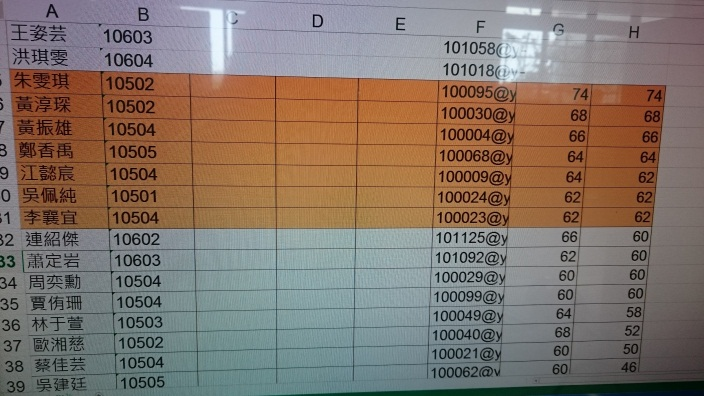 A B C D E F G H
王姿芸 10603 101058@y
洪琪雯 10604 101018@y
朱雯琪 10502 100095@y 74 74
黃淳琛 10502 100030@y 68 68
黃振雄 10504 100004@y 66 66
鄭香禹 10505 100068@y 64 64
江懿宸 10504 100009@y 64 62
吳佩純 10501 100024@y 62 62
李襄宜 10504 100023@y 62 62
32 連紹傑 10602 101125@y 66 60
33 蕭定岩 10603 101092@y 62 60
34 周奕勳 10504 100029@y 60 60
35 賈侑珊 10504 100099@y 60 60
36 林于萱 10503 100049@y 64 58
37 歐湘慈 10502 100040@y 68 52
38 蔡佳芸 10504 100021@y 60 50
39 吳建廷 10505 100062@y 60 46